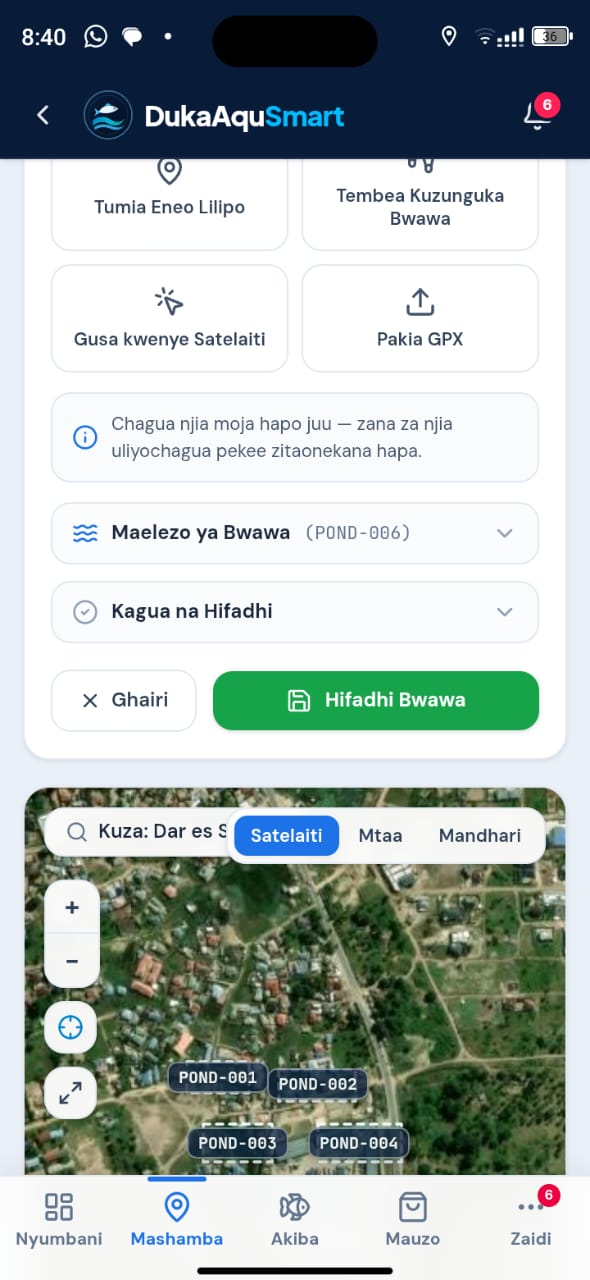 8:40
36
DukaAquSmart
6
Tumia Eneo Lilipo
Tembea Kuzunguka
Bwawa
Gusa kwenye Satelaiti
Pakia GPX
Chagua njia moja hapo juu — zana za njia
uliyochagua pekee zitaonekana hapa.
Maelezo ya Bwawa (POND-006)
Kagua na Hifadhi
Ghairi
Hifadhi Bwawa
Kuza: Dar es S
Satelaiti
Mtaa
Mandhari
+
−
POND-001
POND-002
POND-003
POND-004
Nyumbani
Mashamba
Akiba
Mauzo
6
Zaidi